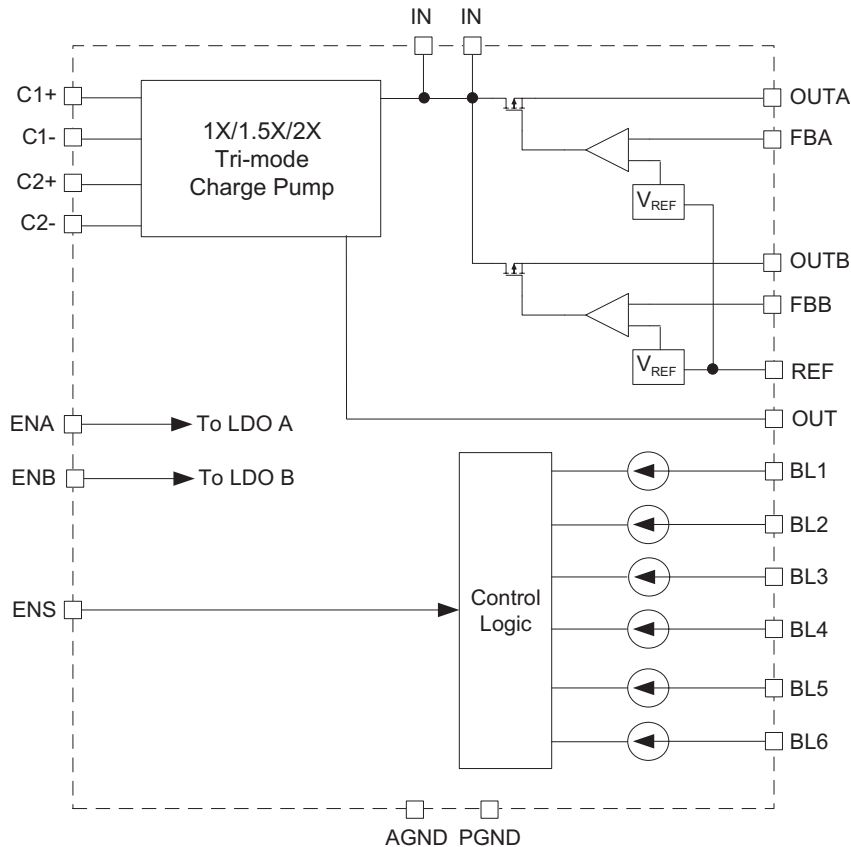 IN IN
C1+
C1-
C2+
C2-
1X/1.5X/2X
Tri-mode
Charge Pump
OUTA
FBA
VREF
OUTB
FBB
VREF
REF
OUT
ENA To LDO A
ENB To LDO B
ENS
Control
Logic
BL1
BL2
BL3
BL4
BL5
BL6
AGND PGND